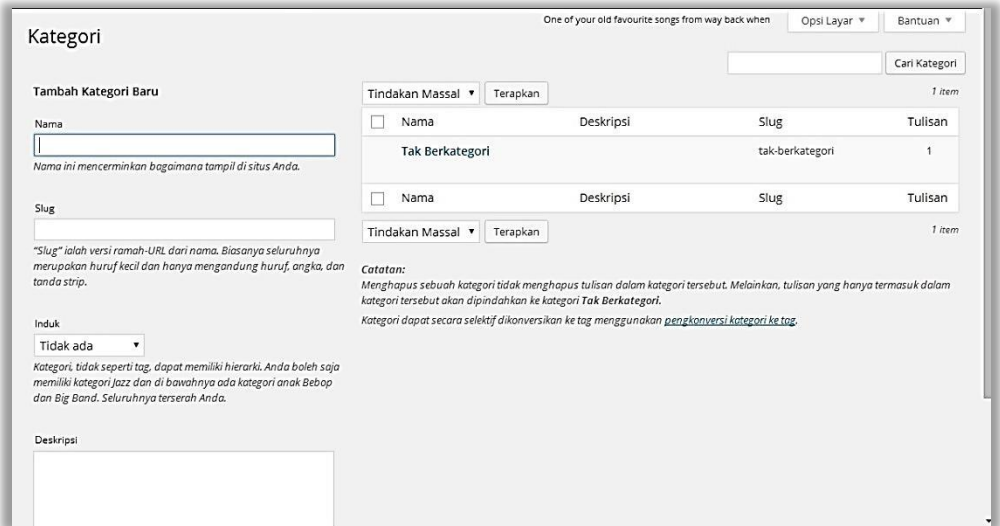 One of your old favourite songs from way back when
Opsi Layar ▼
Bantuan ▼
Kategori
Cari Kategori
Tambah Kategori Baru
Nama
Nama ini mencerminkan bagaimana tampil di situs Anda.
Slug
"Slug" ialah versi ramah-URL dari nama. Biasanya seluruhnya
merupakan huruf kecil dan hanya mengandung huruf, angka, dan
tanda strip.
Induk
Tidak ada ▼
Kategori, tidak seperti tag, dapat memiliki hierarki. Anda boleh saja
memiliki kategori Jazz dan di bawahnya ada kategori anak Bebop
dan Big Band. Seluruhnya terserah Anda.
Deskripsi
Tindakan Massal ▼ Terapkan 1 item
Nama Deskripsi Slug Tulisan
Tak Berkategori tak-berkategori 1
Nama Deskripsi Slug Tulisan
Tindakan Massal ▼ Terapkan 1 item
Catatan:
Menghapus sebuah kategori tidak menghapus tulisan dalam kategori tersebut. Melainkan, tulisan yang hanya termasuk dalam
kategori tersebut akan dipindahkan ke kategori Tak Berkategori.
Kategori dapat secara selektif dikonversikan ke tag menggunakan pengkonversi kategori ke tag.